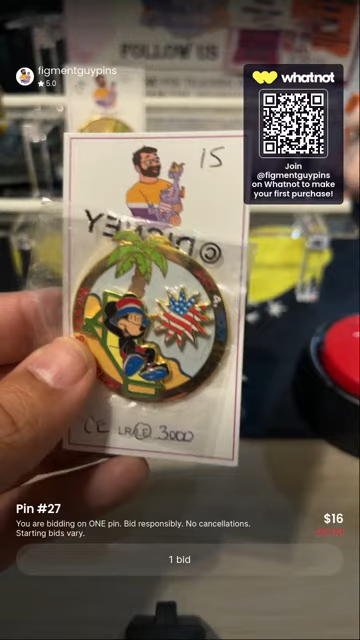 FOLLOW US
figmentguypins
★ 5.0
whatnot
Join
@figmentguypins
on Whatnot to make
your first purchase!
15
©DISNEY
LR LE 3000
Pin #27
You are bidding on ONE pin. Bid responsibly. No cancellations.
Starting bids vary.
$16
1 bid